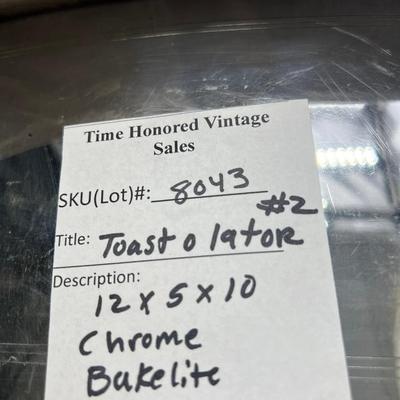 Time Honored Vintage
Sales
SKU(Lot)#: 8043
#2
Title: Toast o lator
Description:
12 x 5 x 10
Chrome
Bakelite